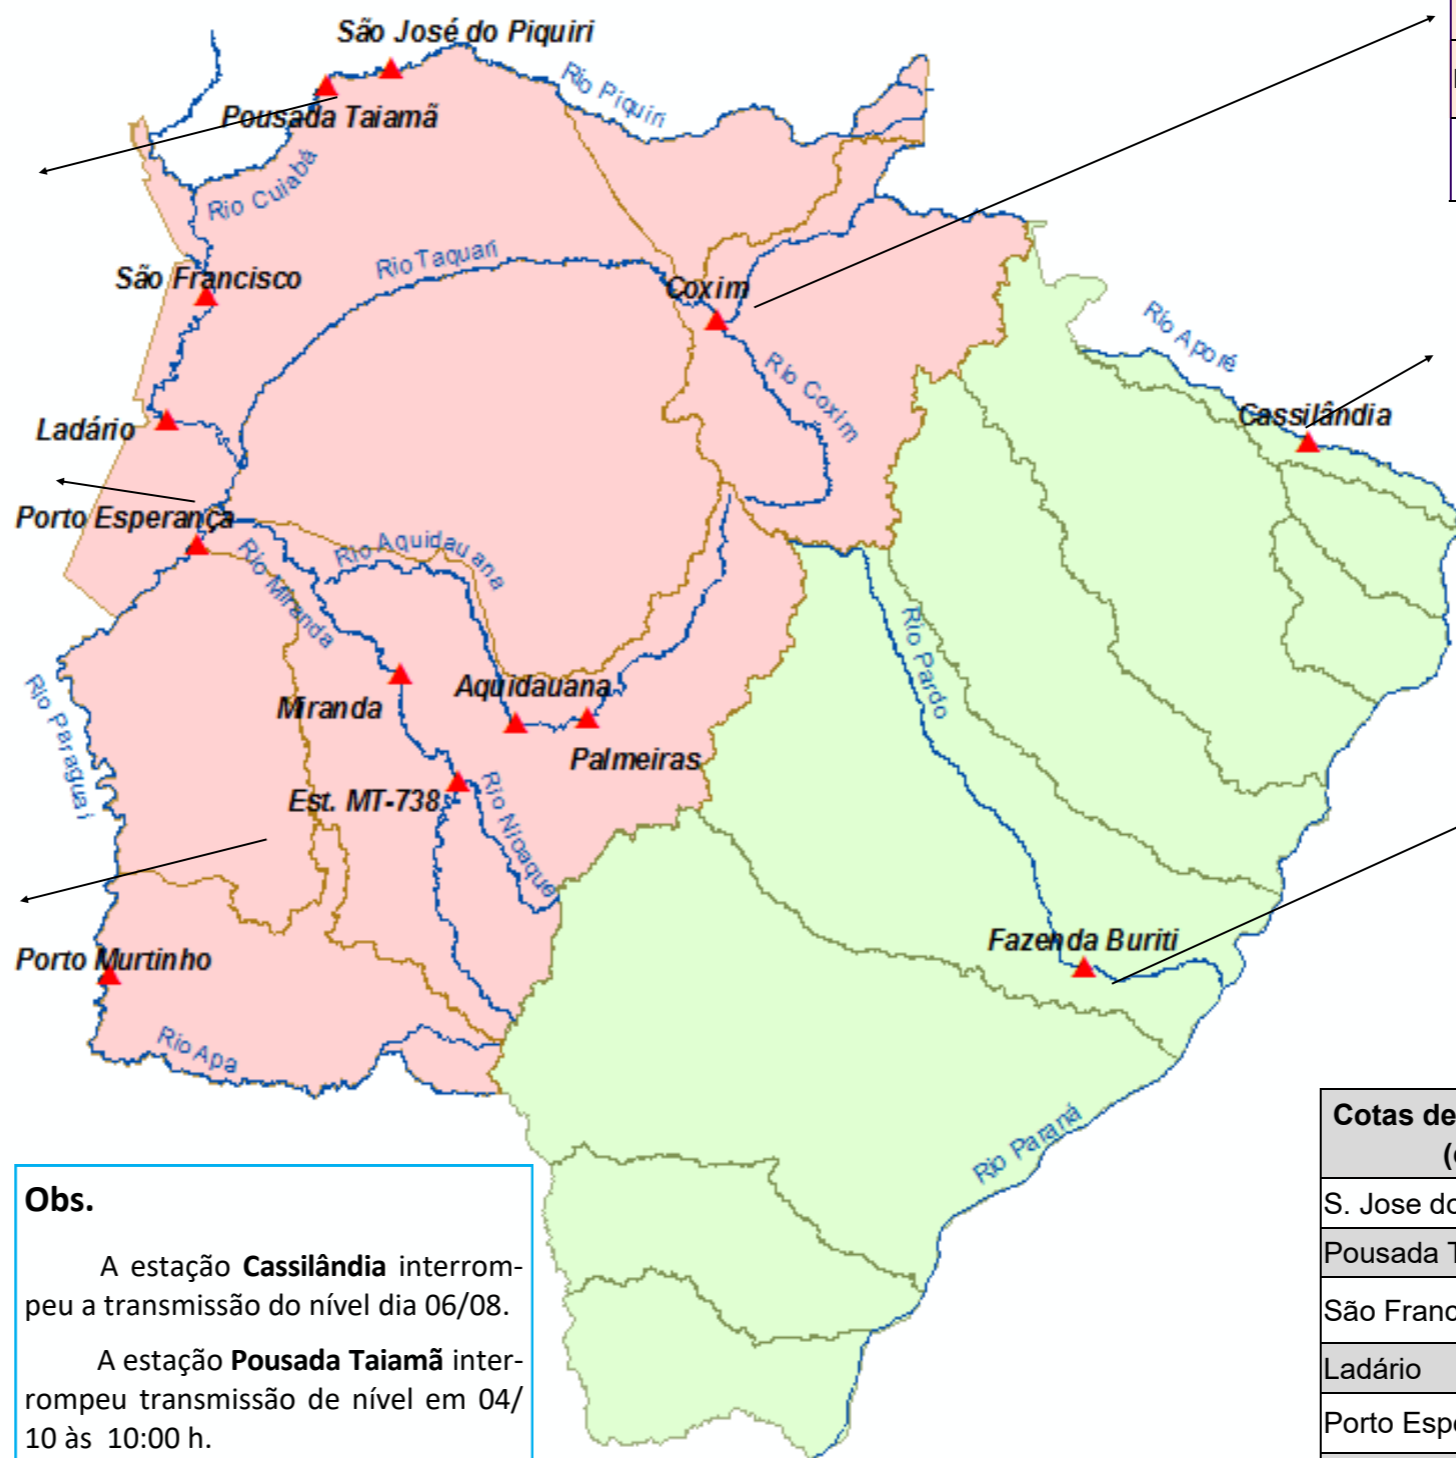 São José do Piquiri
Rio Piquiri
Pousada Taiamã
Rio Cuiabá
Rio Taquari
São Francisco
Coxim
Rio Aporé
Rio Coxim
Cassilândia
Ladário
Porto Esperança
Rio Aquidauana
Rio Miranda
Rio Pardo
Aquidauana
Miranda
Rio Paraguai
Palmeiras
Est. MT-738
Rio Nioaque
Fazenda Buriti
Porto Murtinho
Rio Apa
Rio Paraná
Obs.
A estação Cassilândia interrom-
peu a transmissão do nível dia 06/08.
A estação Pousada Taiamã inter-
rompeu transmissão de nível em 04/
10 às 10:00 h.
Cotas de
S. Jose do
Pousada T
São Franc
Ladário
Porto Espe